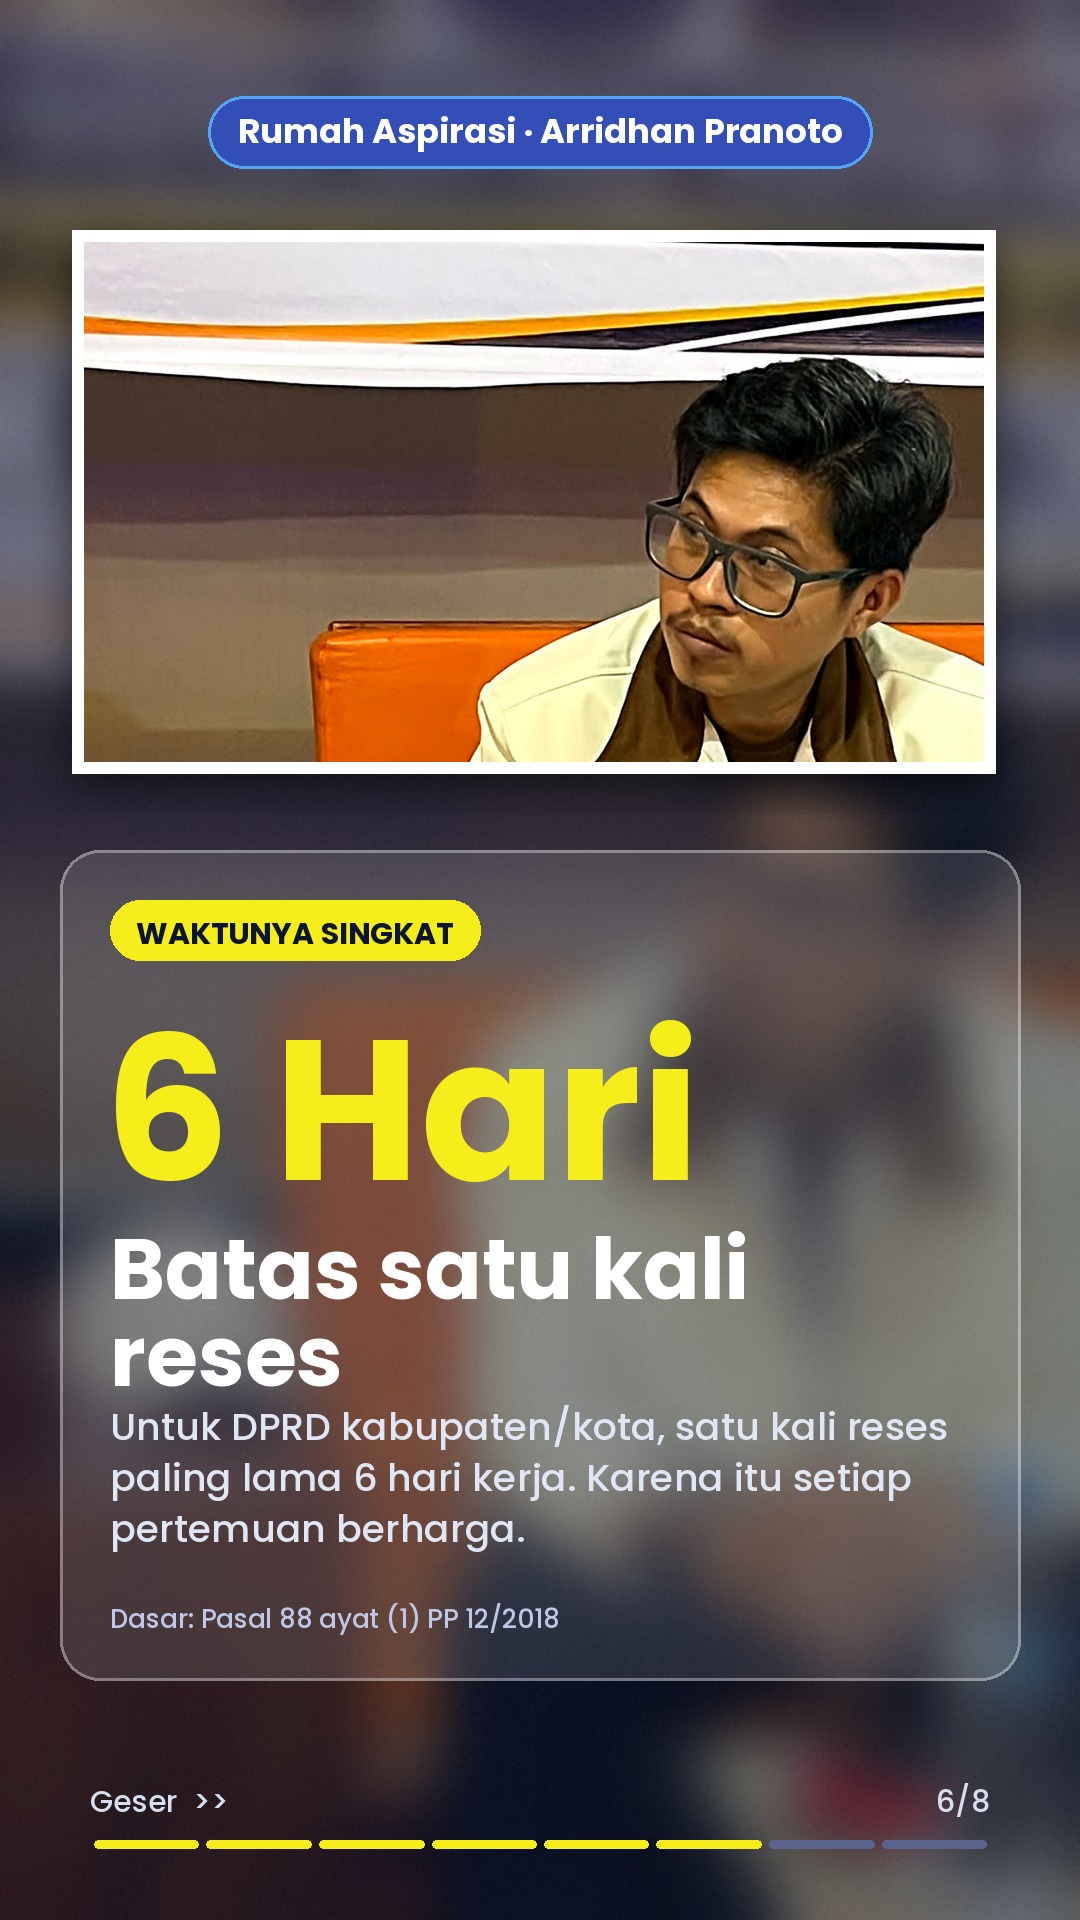 Rumah Aspirasi · Arridhan Pranoto
WAKTUNYA SINGKAT
6 Hari
Batas satu kali
reses
Untuk DPRD kabupaten/kota, satu kali reses
paling lama 6 hari kerja. Karena itu setiap
pertemuan berharga.
Dasar: Pasal 88 ayat (1) PP 12/2018
Geser >>
6/8